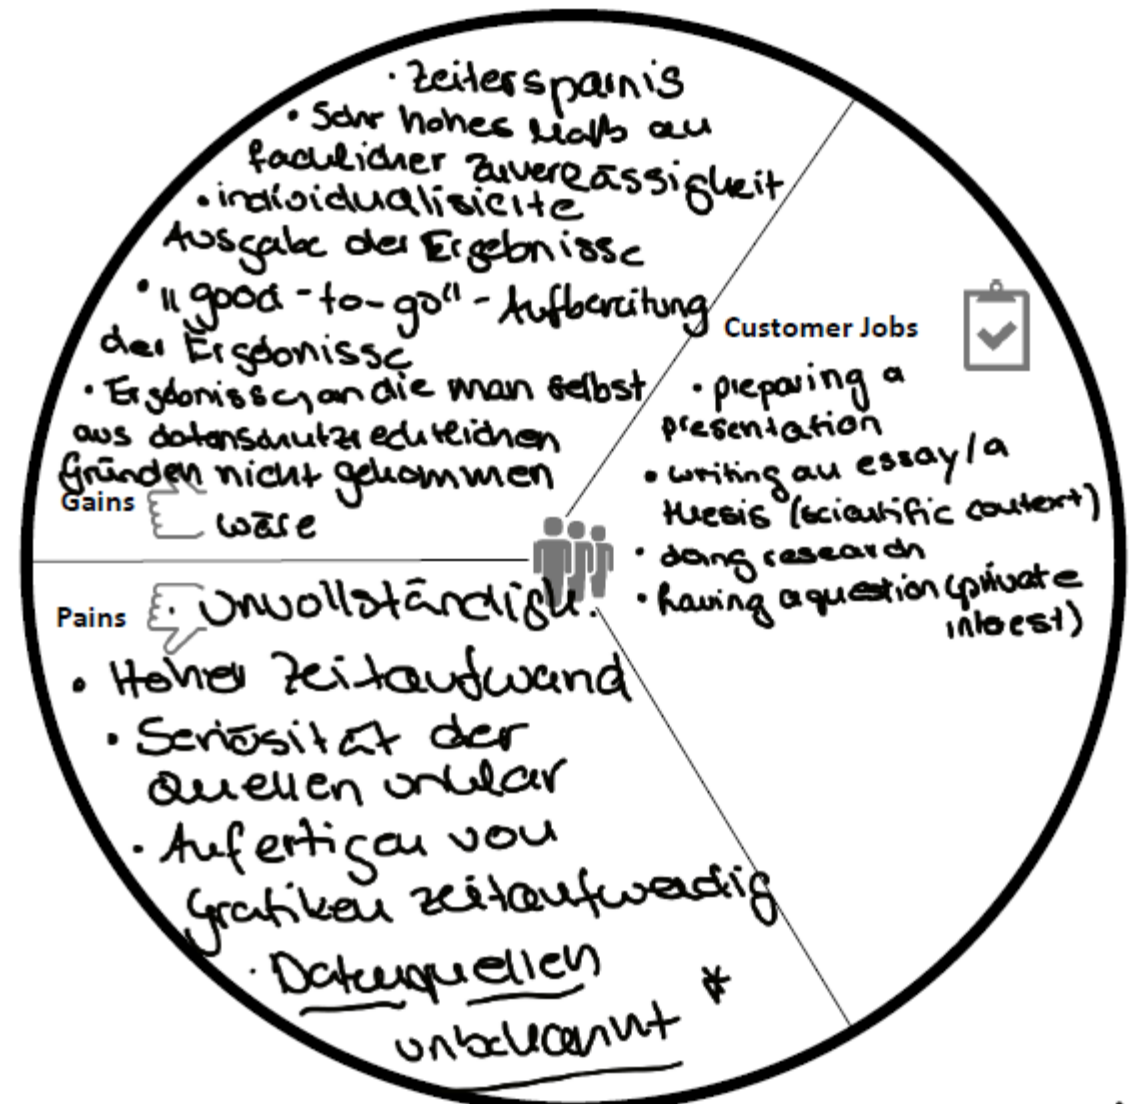 · Zeitersparnis
• Sehr hohes Maß an
fachlicher Zuverlässigkeit
• individualisierte
Ausgabe der Ergebnisse
• "good-to-go"-Aufbereitung
der Ergebnisse
• Ergebnisse, an die man selbst
aus datenschutzrechtlichen
Gründen nicht gekommen
wäre
Gains
Customer Jobs
• preparing a
presentation
• writing an essay / a
thesis (scientific context)
• doing research
• having a question (private
interest)
Pains
· Unvollständigk.
• Hoher Zeitaufwand
• Seriösität der
Quellen unklar
• Anfertigen von
Grafiken zeitaufwendig
· Datenquellen
unbekannt *